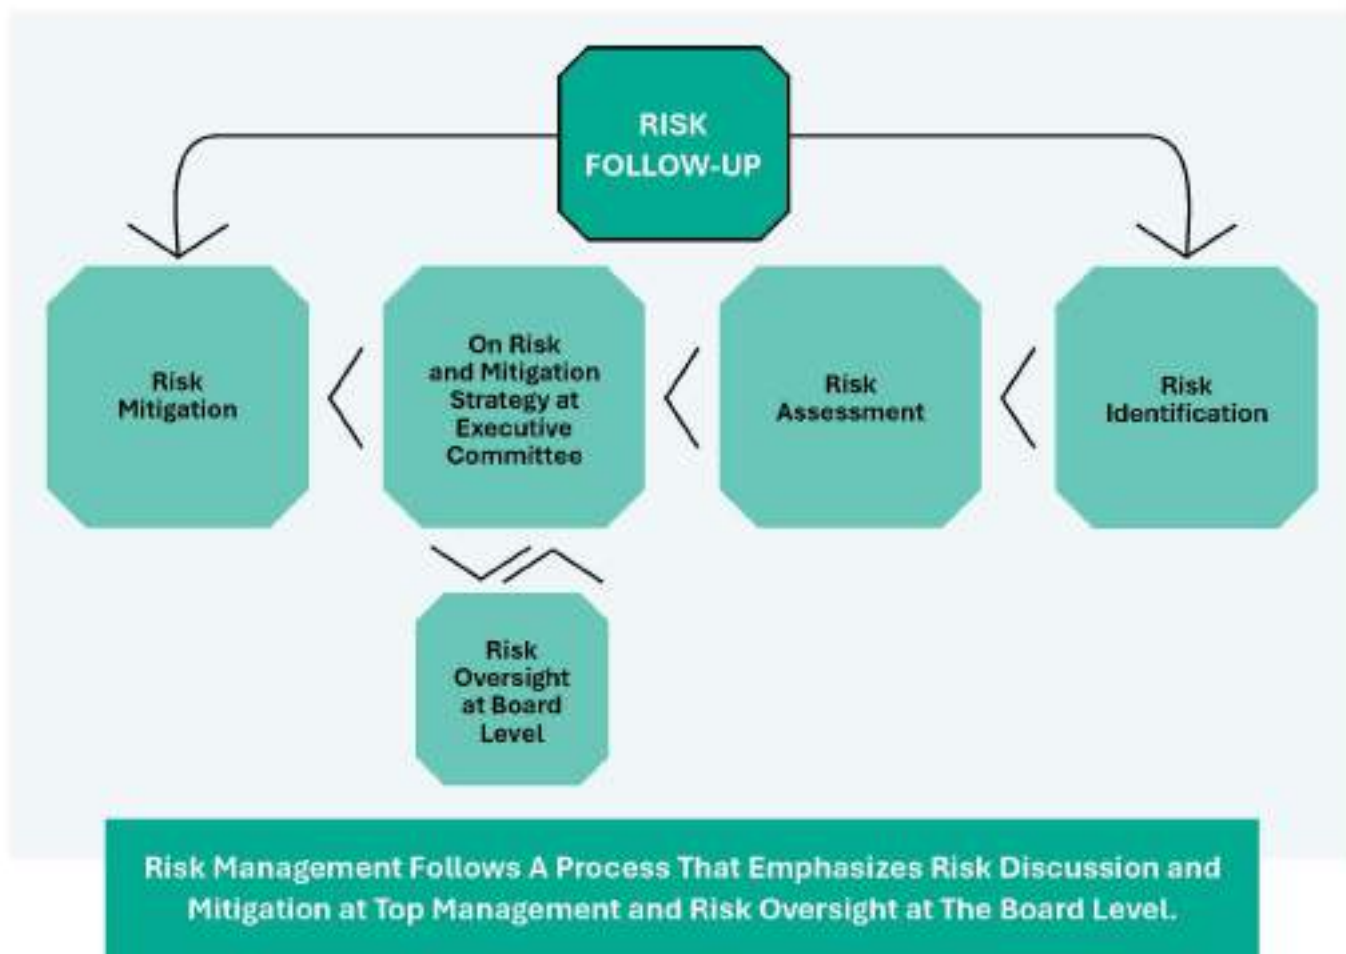 RISK
FOLLOW-UP
Risk
Mitigation
On Risk
and Mitigation
Strategy at
Executive
Committee
Risk
Assessment
Risk
Identification
Risk
Oversight
at Board
Level
Risk Management Follows A Process That Emphasizes Risk Discussion and
Mitigation at Top Management and Risk Oversight at The Board Level.